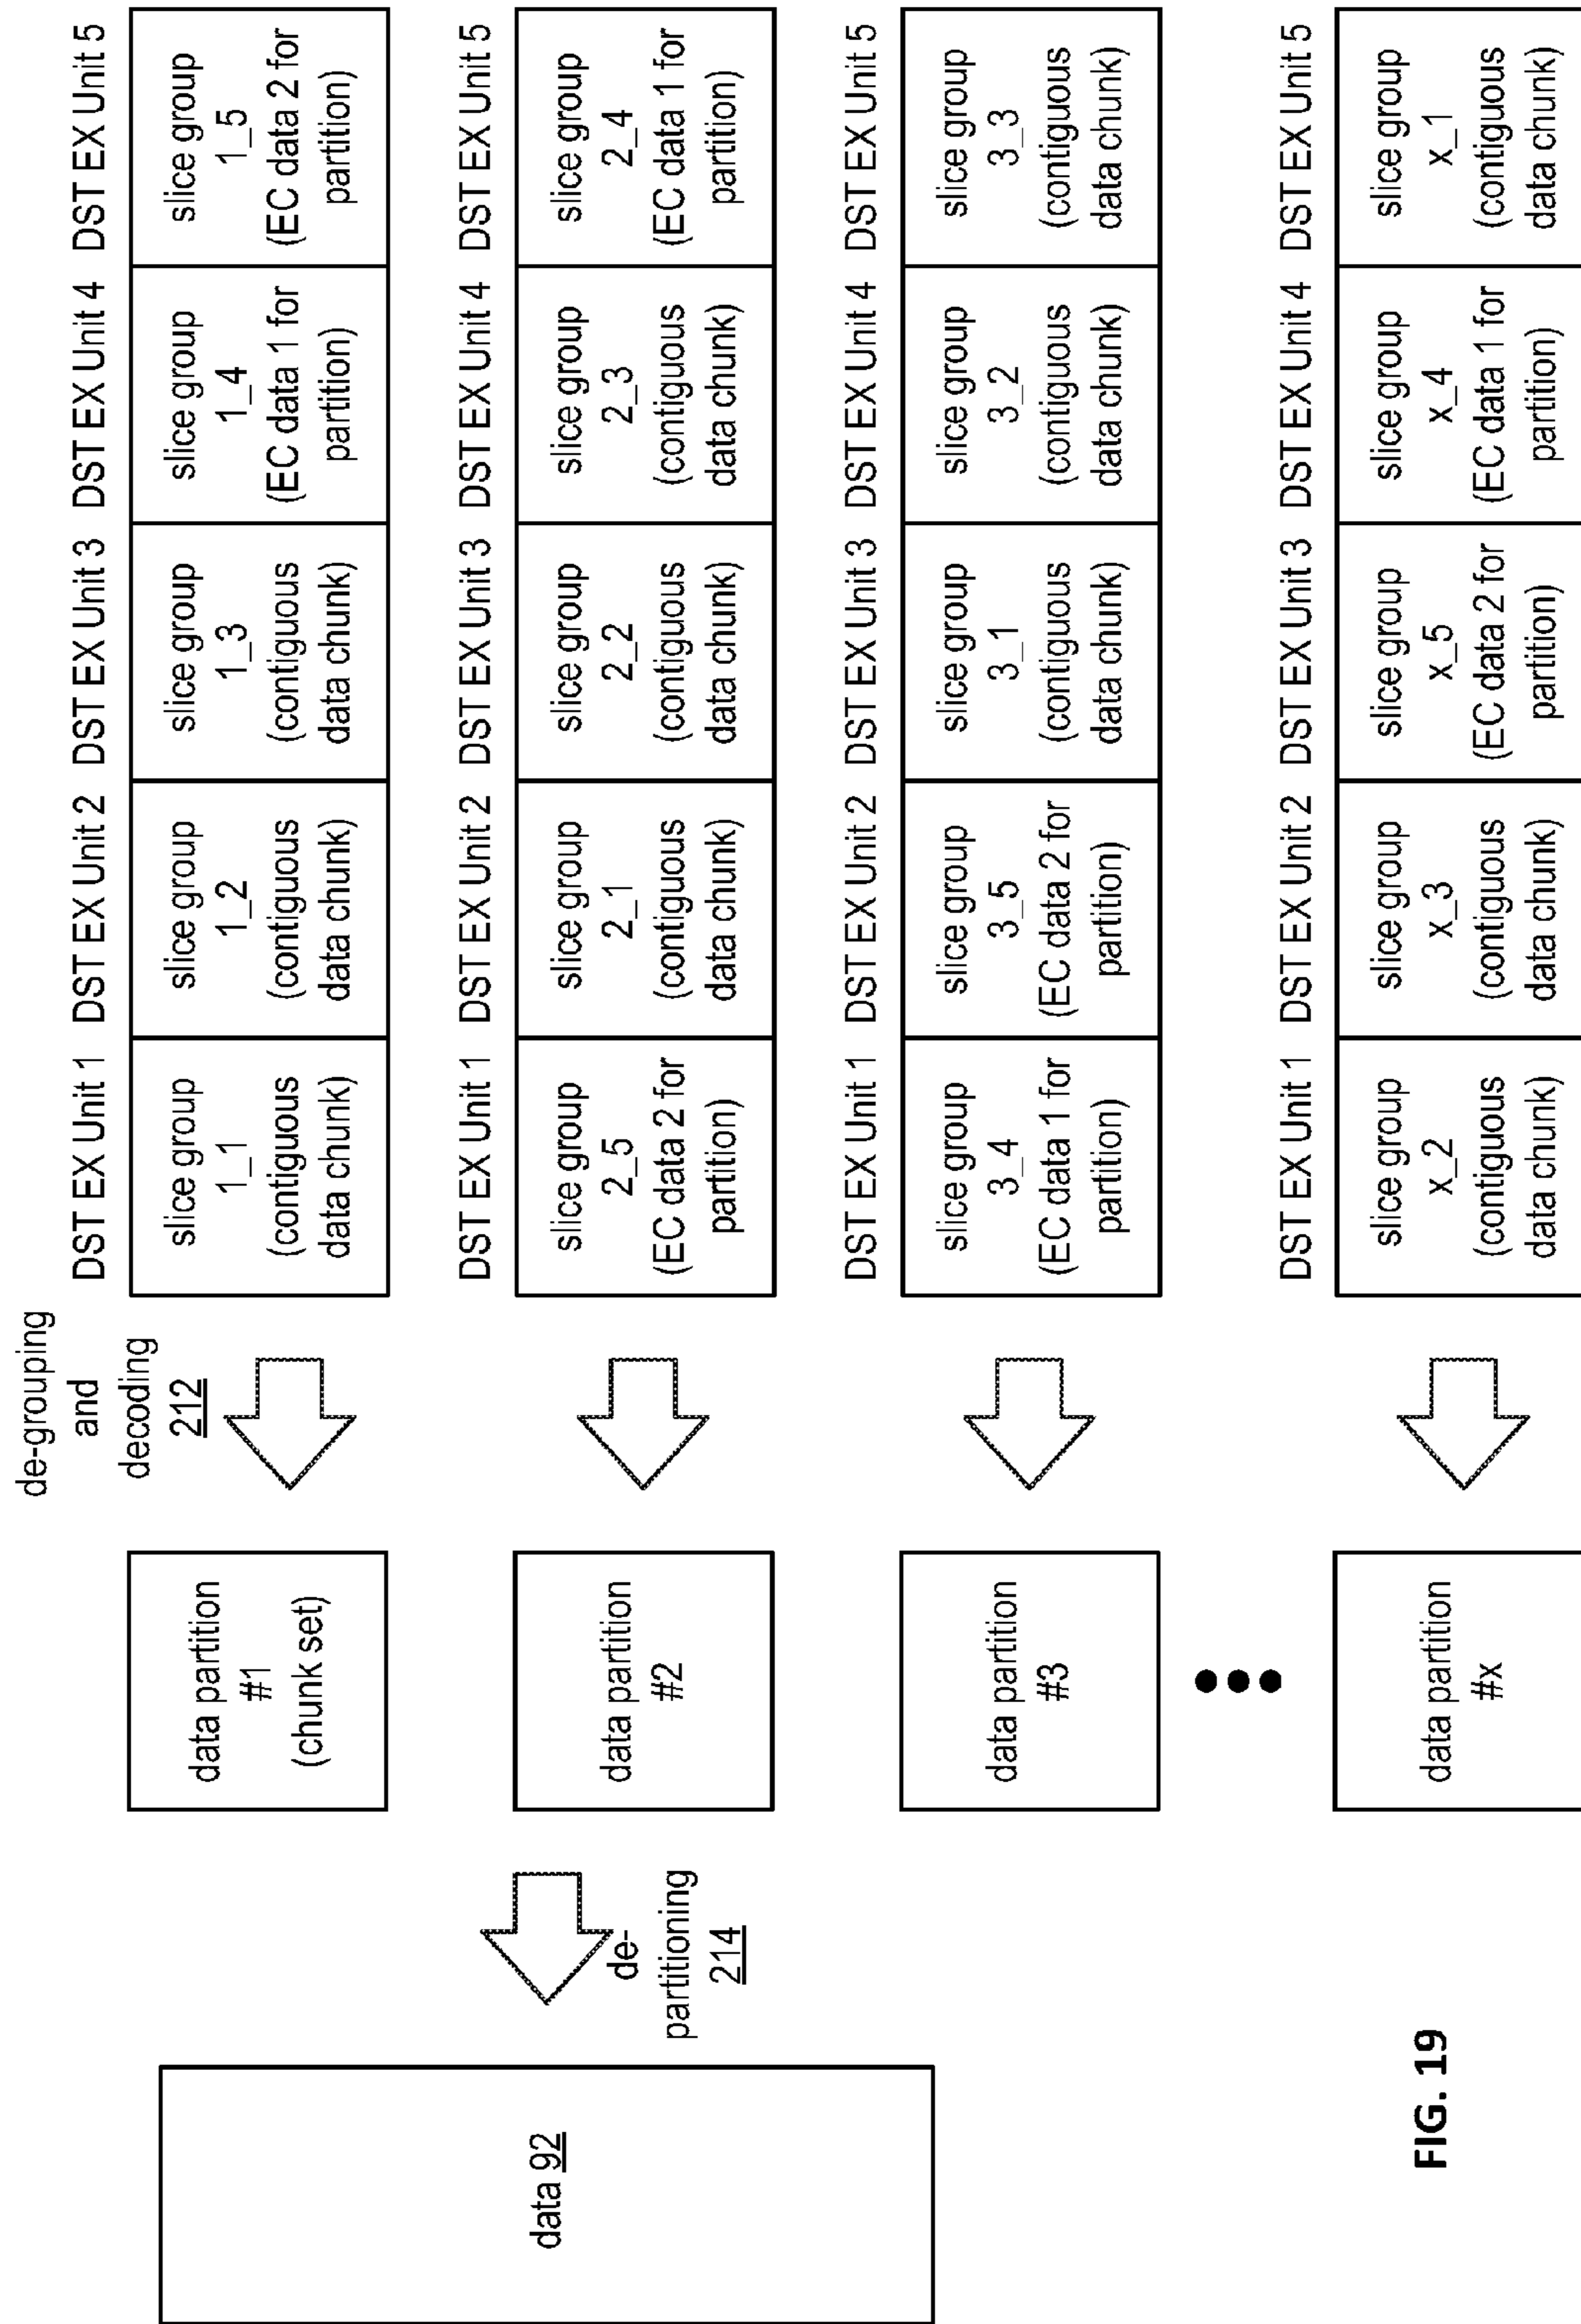 de-grouping
and
decoding
212
DST EX Unit 1 DST EX Unit 2 DST EX Unit 3 DST EX Unit 4 DST EX Unit 5
data partition
#1
(chunk set)
slice group
1_1
(contiguous
data chunk)
slice group
1_2
(contiguous
data chunk)
slice group
1_3
(contiguous
data chunk)
slice group
1_4
(EC data 1 for
partition)
slice group
1_5
(EC data 2 for
partition)
DST EX Unit 1 DST EX Unit 2 DST EX Unit 3 DST EX Unit 4 DST EX Unit 5
data 92
de-
partitioning
214
data partition
#2
slice group
2_5
(EC data 2 for
partition)
slice group
2_1
(contiguous
data chunk)
slice group
2_2
(contiguous
data chunk)
slice group
2_3
(contiguous
data chunk)
slice group
2_4
(EC data 1 for
partition)
DST EX Unit 1 DST EX Unit 2 DST EX Unit 3 DST EX Unit 4 DST EX Unit 5
data partition
#3
slice group
3_4
(EC data 1 for
partition)
slice group
3_5
(EC data 2 for
partition)
slice group
3_1
(contiguous
data chunk)
slice group
3_2
(contiguous
data chunk)
slice group
3_3
(contiguous
data chunk)
DST EX Unit 1 DST EX Unit 2 DST EX Unit 3 DST EX Unit 4 DST EX Unit 5
data partition
#x
slice group
x_2
(contiguous
data chunk)
slice group
x_3
(contiguous
data chunk)
slice group
x_5
(EC data 2 for
partition)
slice group
x_4
(EC data 1 for
partition)
slice group
x_1
(contiguous
data chunk)
FIG. 19